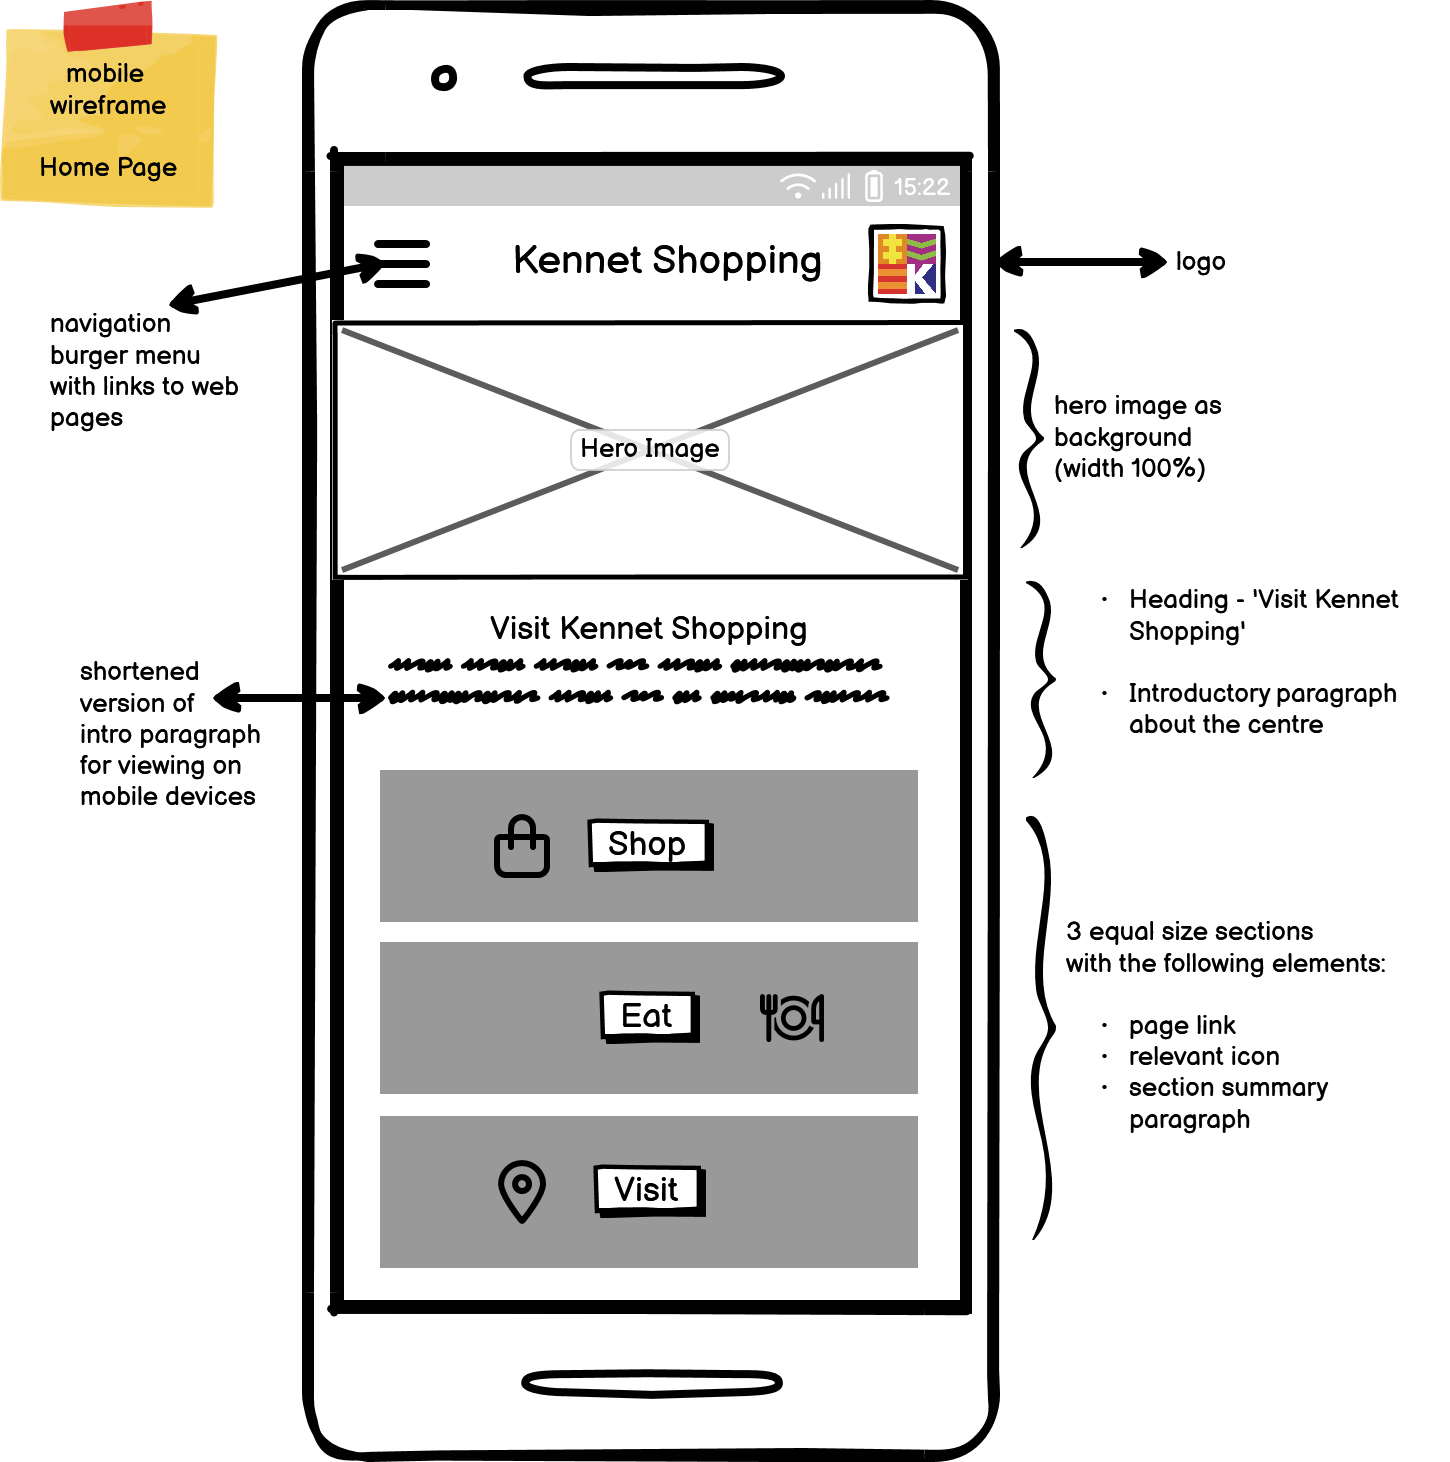 mobile
wireframe
Home Page
15:22
Kennet Shopping
K
logo
navigation
burger menu
with links to web
pages
Hero Image
hero image as
background
(width 100%)
Visit Kennet Shopping
• Heading - 'Visit Kennet
Shopping'
• Introductory paragraph
about the centre
shortened
version of
intro paragraph
for viewing on
mobile devices
Shop
Eat
Visit
3 equal size sections
with the following elements:
• page link
• relevant icon
• section summary
paragraph